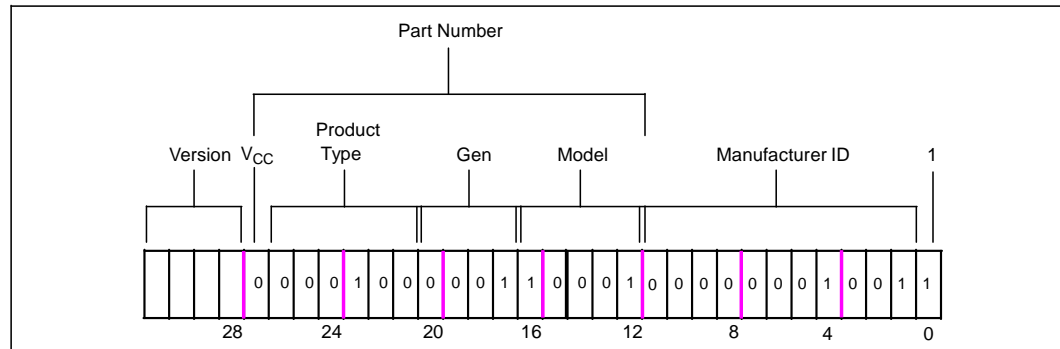 Part Number
Product
Version VCC Type Gen Model Manufacturer ID 1
0 0 0 0 1 0 0 0 0 0 1 1 0 0 0 1 0 0 0 0 0 0 0 1 0 0 1 1
28 24 20 16 12 8 4 0